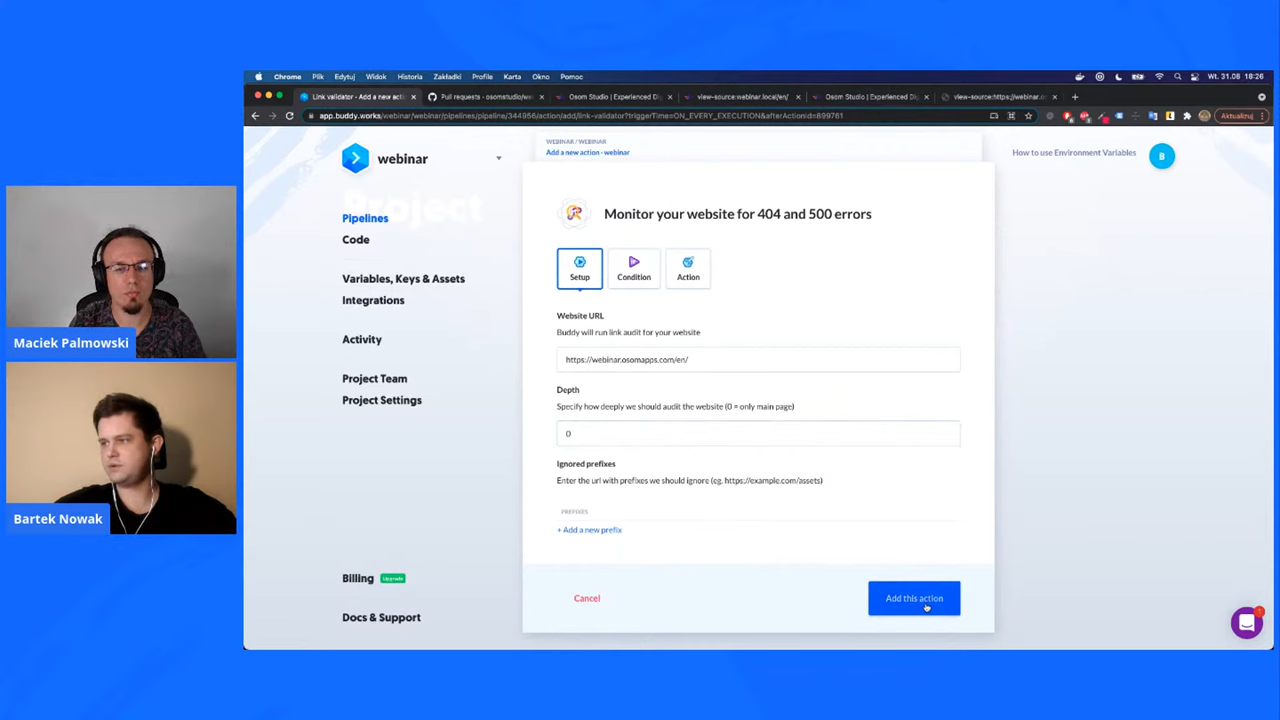 Chrome Plik Edytuj Widok Historia Zakładki Profile Karta Okno Pomoc
Wt. 31.08 18:26
Link validator - Add a new acti
Pull requests - osomstudio/we
Osom Studio | Experienced Di
view-source:webinar.local/en/
Osom Studio | Experienced D
view-source:https://webinar.os
app.buddy.works/webinar/webinar/pipelines/pipeline/344956/action/add/link-validator?triggerTime=ON_EVERY_EXECUTION&afterActionId=899761
Aktualizuj
webinar
WEBINAR / WEBINAR
Add a new action - webinar
How to use Environment Variables
B
Project
Pipelines
Code
Variables, Keys & Assets
Integrations
Activity
Project Team
Project Settings
Billing Upgrade
Docs & Support
Monitor your website for 404 and 500 errors
Setup
Condition
Action
Website URL
Buddy will run link audit for your website
https://webinar.osomapps.com/en/
Depth
Specify how deeply we should audit the website (0 = only main page)
0
Ignored prefixes
Enter the url with prefixes we should ignore (eg. https://example.com/assets)
PREFIXES
+ Add a new prefix
Cancel
Add this action
Maciek Palmowski
Bartek Nowak